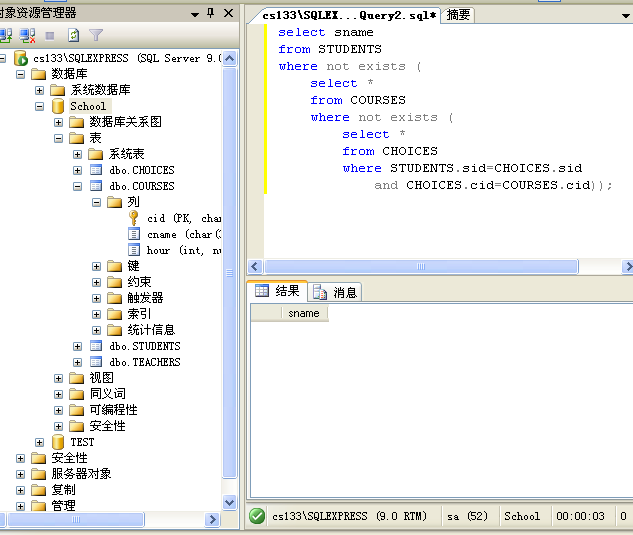 对象资源管理器
cs133\SQLEXPRESS (SQL Server 9.0
数据库
系统数据库
School
数据库关系图
表
系统表
dbo.CHOICES
dbo.COURSES
列
cid (PK, char
cname (char(
hour (int, nu
键
约束
触发器
索引
统计信息
dbo.STUDENTS
dbo.TEACHERS
视图
同义词
可编程性
安全性
TEST
安全性
服务器对象
复制
管理
cs133\SQLEX...Query2.sql* 摘要
select sname
from STUDENTS
where not exists (
select *
from COURSES
where not exists (
select *
from CHOICES
where STUDENTS.sid=CHOICES.sid
and CHOICES.cid=COURSES.cid));
结果 消息
sname
cs133\SQLEXPRESS (9.0 RTM) sa (52) School 00:00:03 0